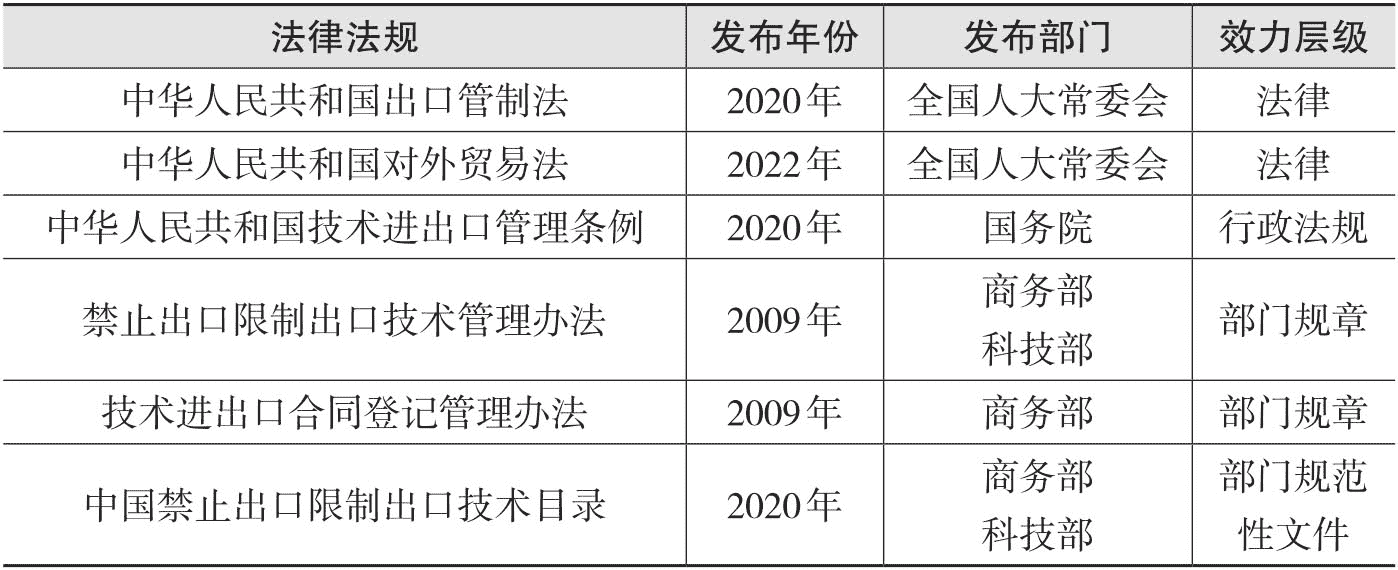 法律法规 发布年份 发布部门 效力层级
中华人民共和国出口管制法 2020年 全国人大常委会 法律
中华人民共和国对外贸易法 2022年 全国人大常委会 法律
中华人民共和国技术进出口管理条例 2020年 国务院 行政法规
禁止出口限制出口技术管理办法 2009年 商务部 部门规章
科技部
技术进出口合同登记管理办法 2009年 商务部 部门规章
中国禁止出口限制出口技术目录 2020年 商务部 部门规范
科技部 性文件